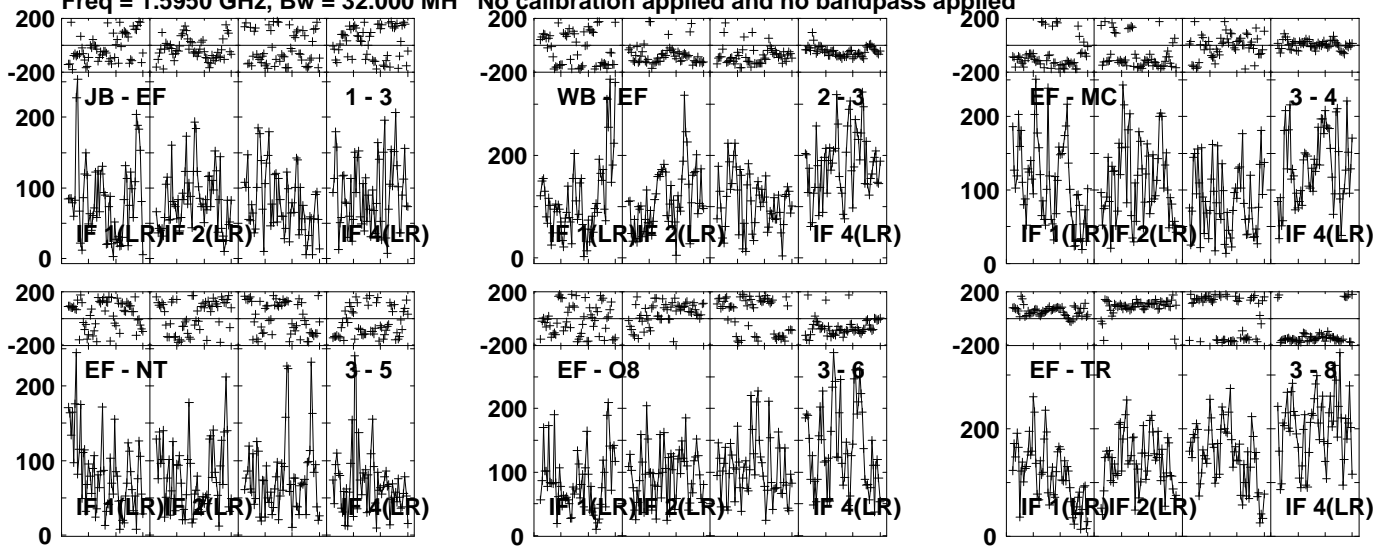 Freq = 1.5950 GHz, Bw = 32.000 MH No calibration applied and no bandpass applied
200
-200
JB - EF 1 - 3
200
100
0
IF 1(LR) IF 2(LR) IF 4(LR)
200
-200
WB - EF 2 - 3
200
0
IF 1(LR) IF 2(LR) IF 4(LR)
200
-200
EF - MC 3 - 4
200
100
0
IF 1(LR) IF 2(LR) IF 4(LR)
200
-200
EF - NT 3 - 5
200
100
0
IF 1(LR) IF 2(LR) IF 4(LR)
200
-200
EF - O8 3 - 6
200
100
0
IF 1(LR) IF 2(LR) IF 4(LR)
200
-200
EF - TR 3 - 8
200
0
IF 1(LR) IF 2(LR) IF 4(LR)